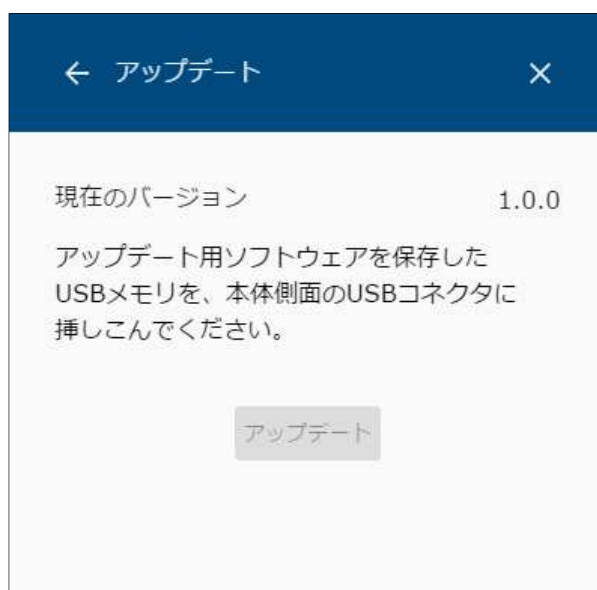 ← アップデート ×
現在のバージョン 1.0.0
アップデート用ソフトウェアを保存した
USBメモリを、本体側面のUSBコネクタに
挿しこんでください。
アップデート